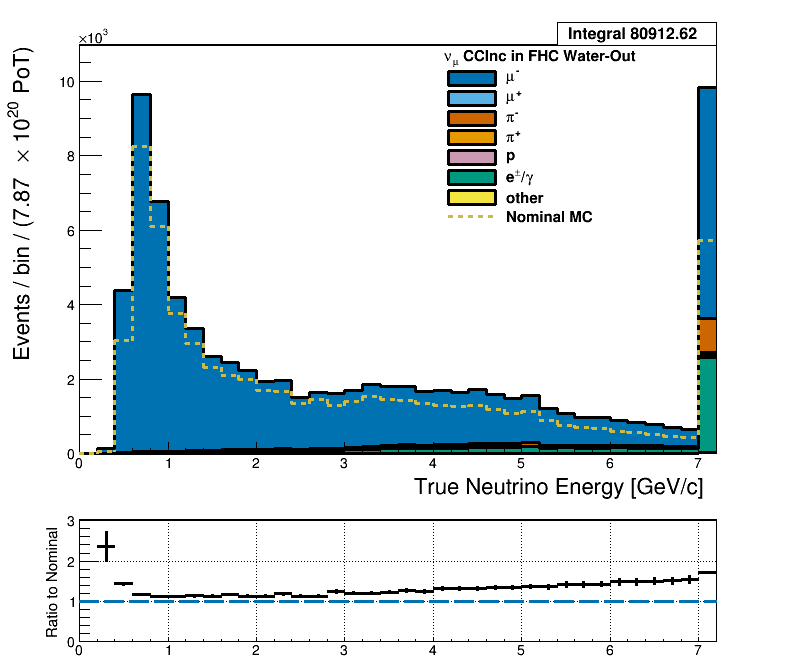 Integral 80912.62
×10³
ν_μ CCInc in FHC Water-Out
μ⁻
μ⁺
π⁻
π⁺
p
e±/γ
other
Nominal MC
Events / bin / (7.87 × 10²⁰ PoT)
10
8
6
4
2
0
0 1 2 3 4 5 6 7
True Neutrino Energy [GeV/c]
Ratio to Nominal
3
2
1
0
0 1 2 3 4 5 6 7